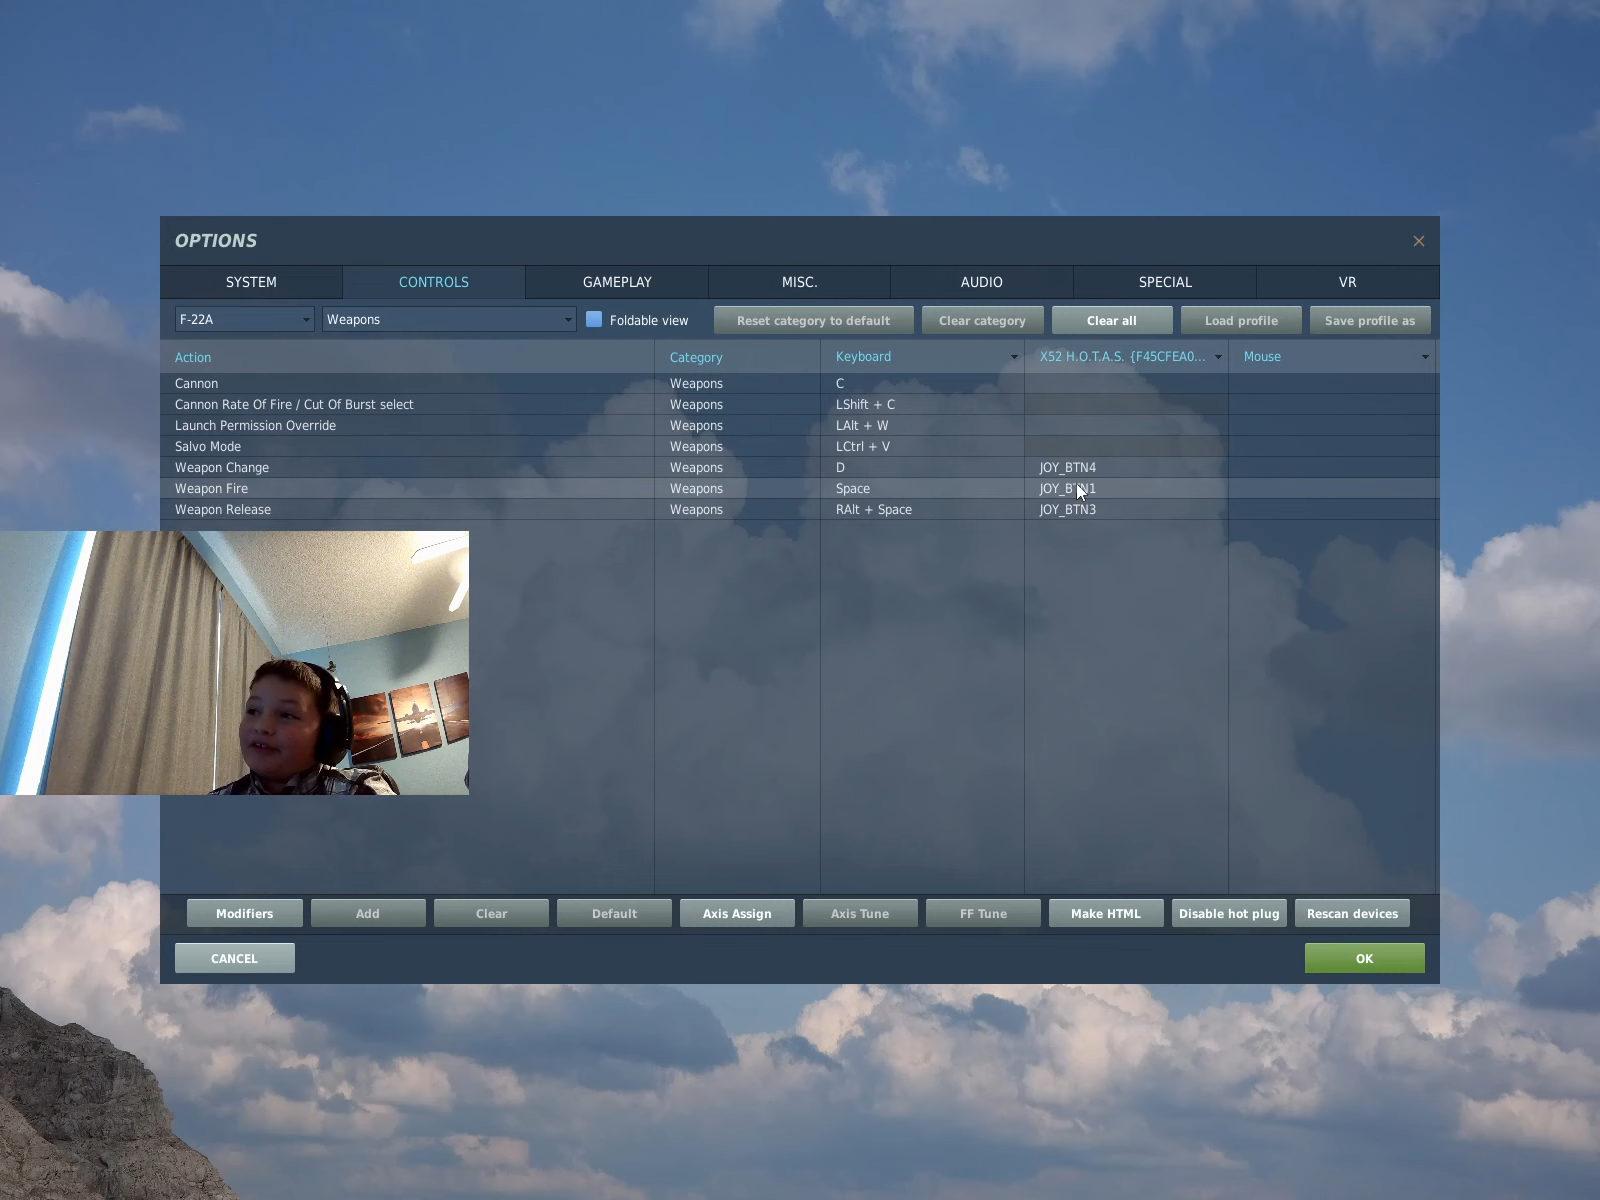 OPTIONS
SYSTEM CONTROLS GAMEPLAY MISC. AUDIO SPECIAL VR
F-22A Weapons Foldable view Reset category to default Clear category Clear all Load profile Save profile as
Action Category Keyboard X52 H.O.T.A.S. {F45CFEA0... Mouse
Cannon Weapons C
Cannon Rate Of Fire / Cut Of Burst select Weapons LShift + C
Launch Permission Override Weapons LAlt + W
Salvo Mode Weapons LCtrl + V
Weapon Change Weapons D JOY_BTN4
Weapon Fire Weapons Space JOY_BTN1
Weapon Release Weapons RAlt + Space JOY_BTN3
Modifiers Add Clear Default Axis Assign Axis Tune FF Tune Make HTML Disable hot plug Rescan devices
CANCEL OK